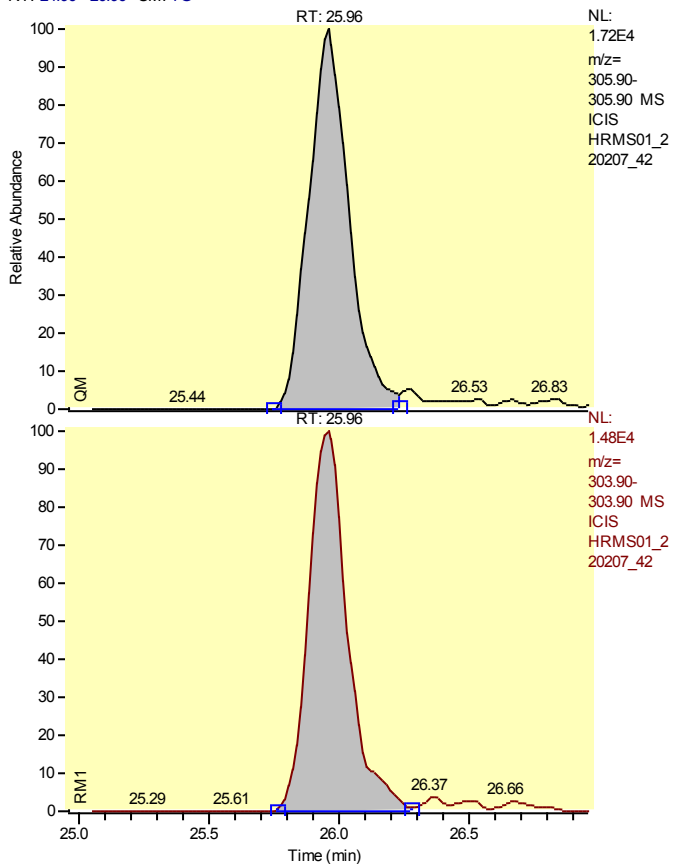 RT: 25.96
NL:
1.72E4
m/z=
305.90-
305.90 MS
ICIS
HRMS01_2
20207_42
100
90
80
70
60
50
40
30
20
10
0
Relative Abundance
QM
25.44
26.53
26.83
RT: 25.96
NL:
1.48E4
m/z=
303.90-
303.90 MS
ICIS
HRMS01_2
20207_42
100
90
80
70
60
50
40
30
20
10
0
RM1
25.29
25.61
26.37
26.66
25.0
25.5
26.0
26.5
Time (min)